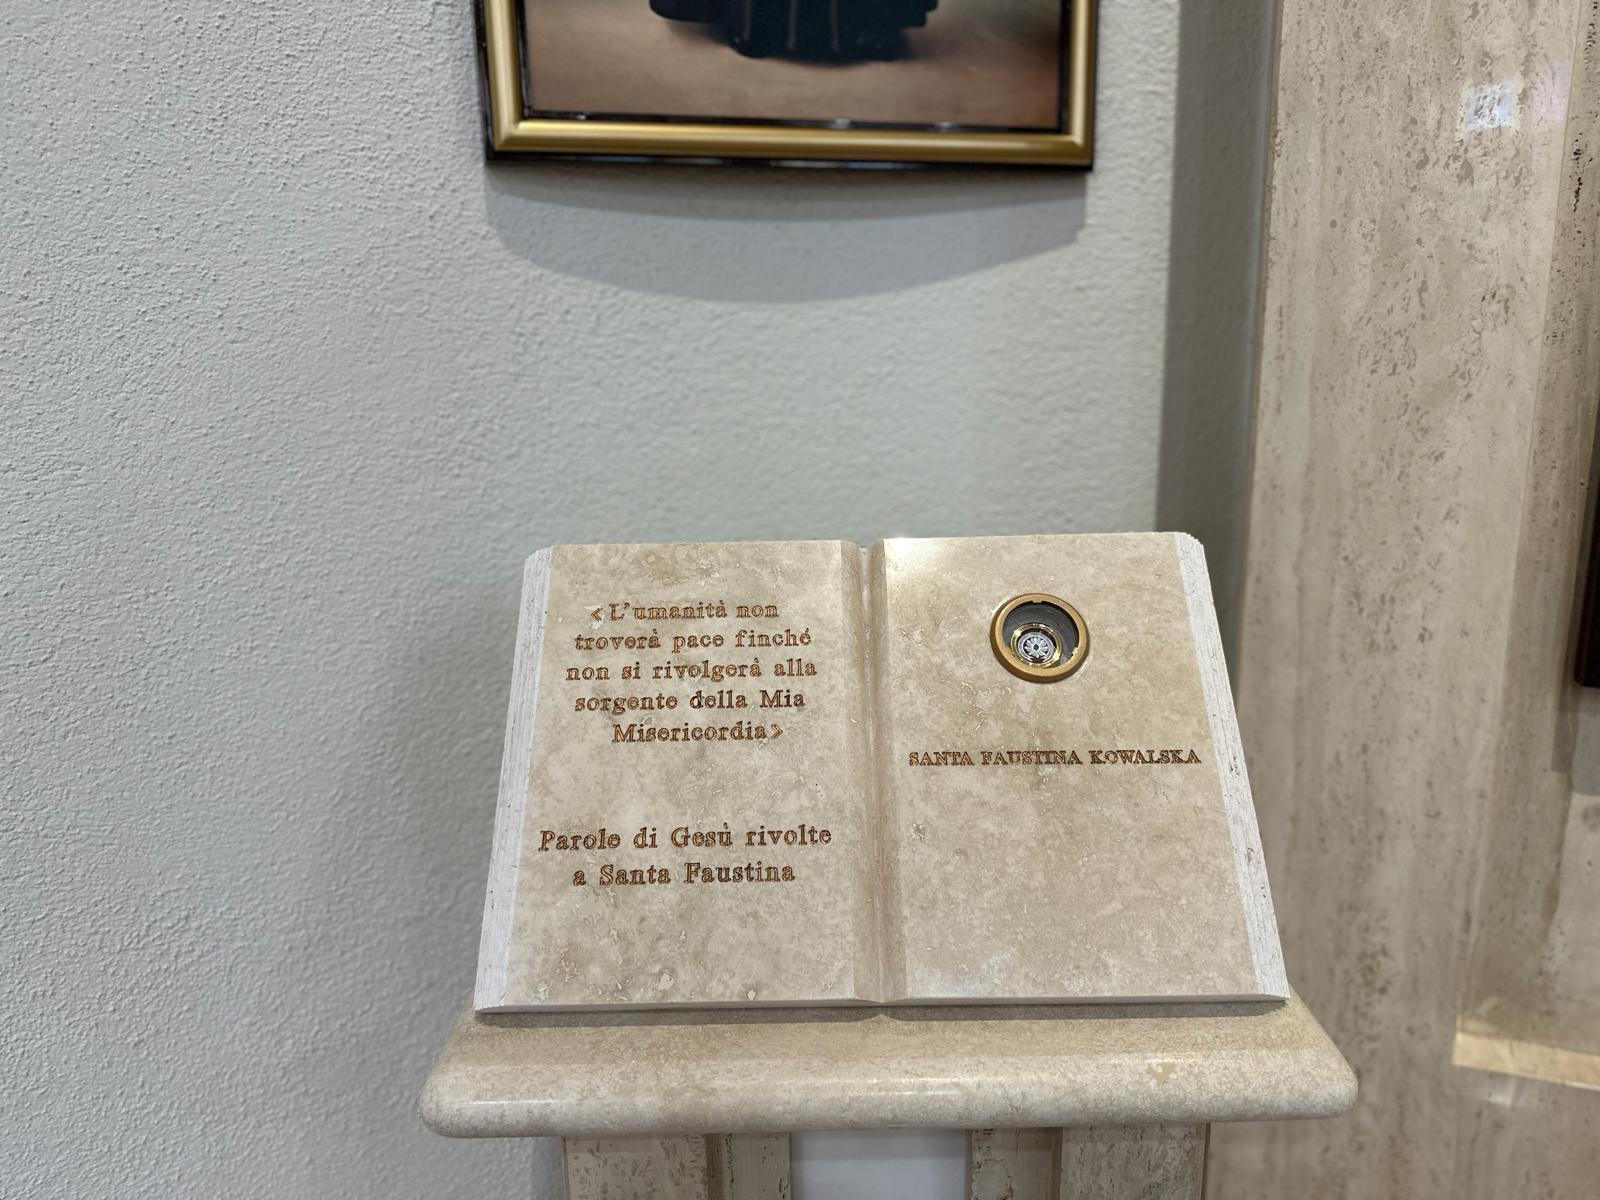 ‹L'umanità non
troverà pace finché
non si rivolgerà alla
sorgente della Mia
Misericordia›
Parole di Gesù rivolte
a Santa Faustina
SANTA FAUSTINA KOWALSKA